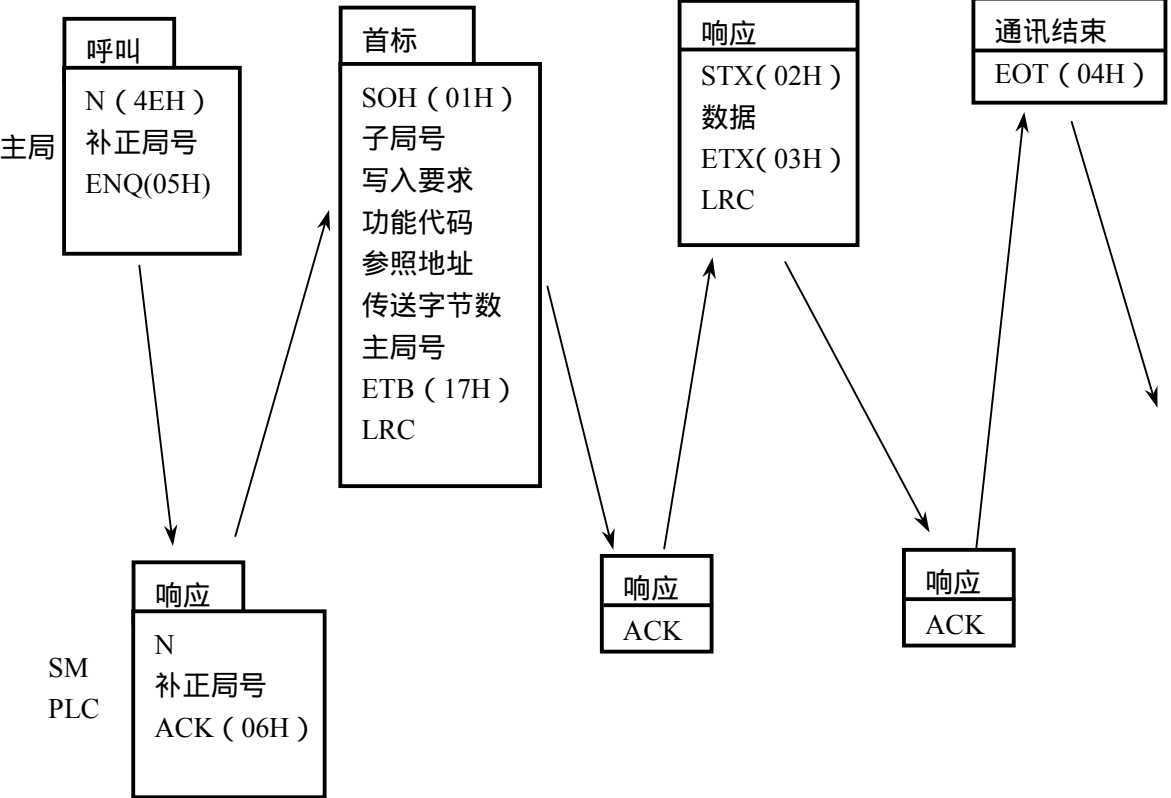 呼叫
N（4EH）
补正局号
ENQ(05H)
主局
首标
SOH（01H）
子局号
写入要求
功能代码
参照地址
传送字节数
主局号
ETB（17H）
LRC
响应
STX（02H）
数据
ETX（03H）
LRC
通讯结束
EOT（04H）
响应
N
补正局号
ACK（06H）
SM
PLC
响应
ACK
响应
ACK